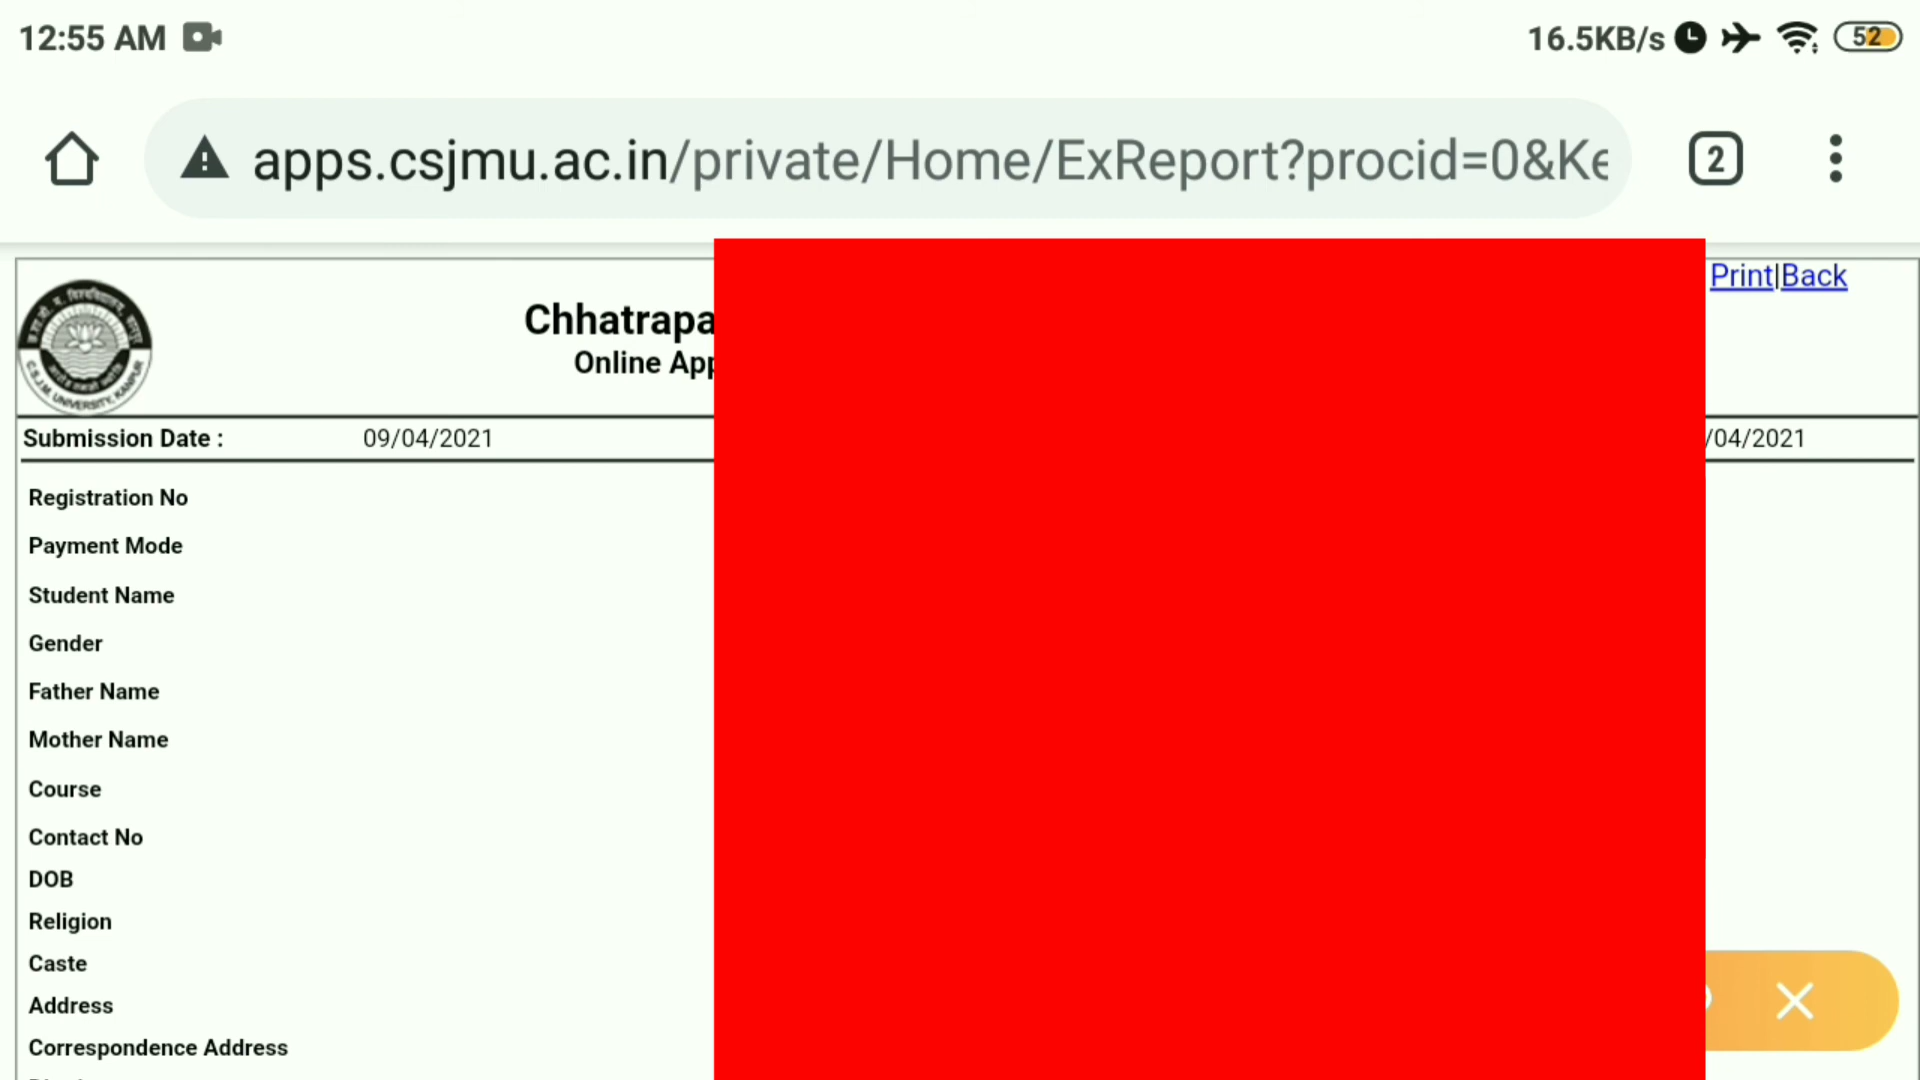 12:55 AM
16.5KB/s
52
apps.csjmu.ac.in/private/Home/ExReport?procid=0&Ke
2
Print|Back
C.S.J.M. UNIVERSITY, KANPUR
Chhatrapa
Online App
Submission Date : 09/04/2021 /04/2021
Registration No
Payment Mode
Student Name
Gender
Father Name
Mother Name
Course
Contact No
DOB
Religion
Caste
Address
Correspondence Address